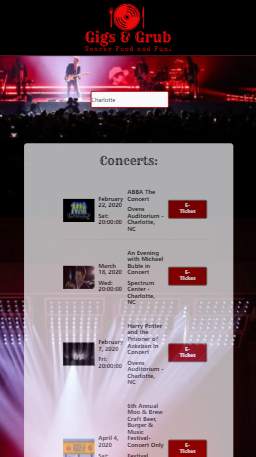 Gigs & Grub
Charlotte
Concerts:
February
22, 2020
Sat:
20:00:00
ABBA The
Concert
Ovens
Auditorium -
Charlotte,
NC
E-
Ticket
March
18, 2020
Wed:
20:00:00
An Evening
with Michael
Buble in
Concert
Spectrum
Center -
Charlotte,
NC
E-
Ticket
February
7, 2020
Fri:
20:00:00
Harry Potter
and the
Prisoner of
Azkaban in
Concert
Ovens
Auditorium -
Charlotte,
NC
E-
Ticket
April 4,
2020
Sat:
5th Annual
Moo & Brew
Craft Beer,
Burger &
Music
Festival-
Concert Only
Festival
E-
Ticket